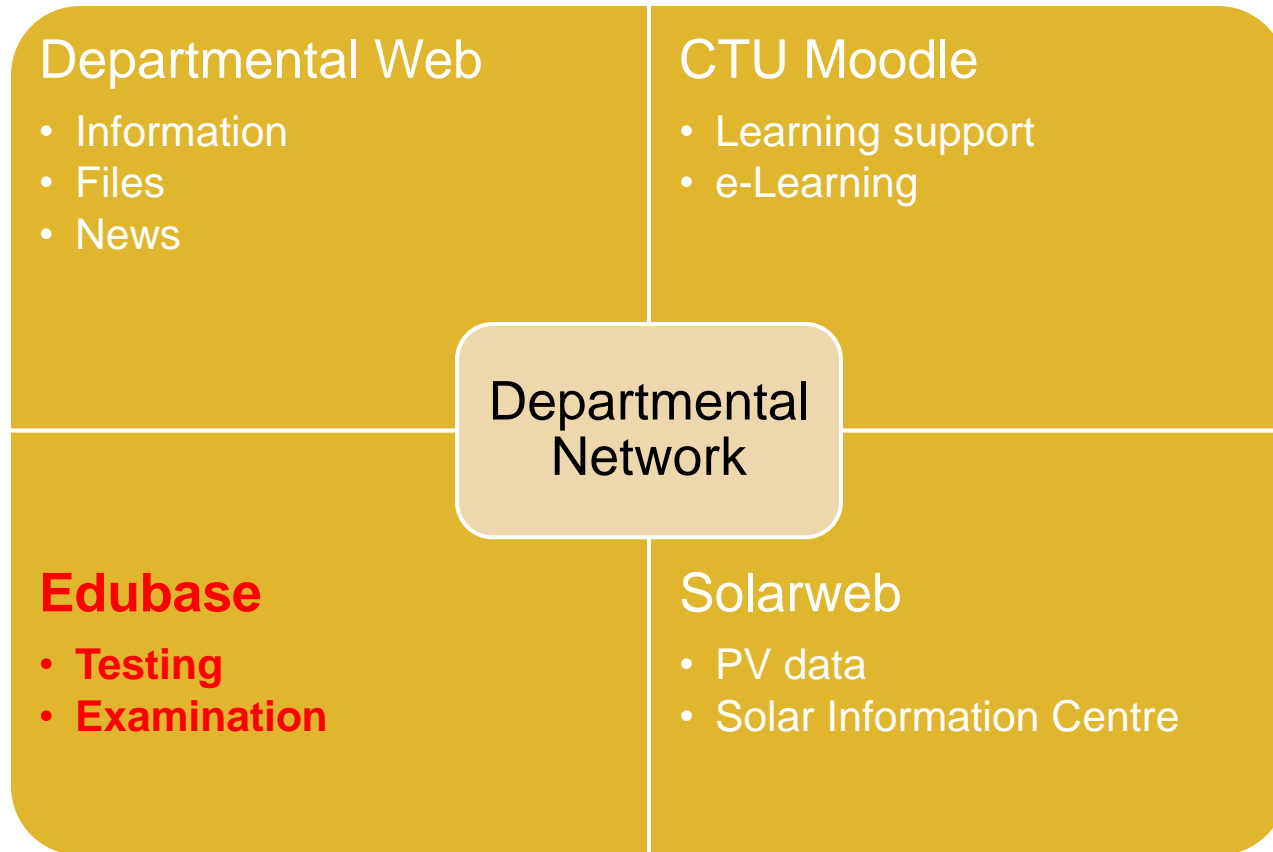 Departmental Web
• Information
• Files
• News
CTU Moodle
• Learning support
• e-Learning
Departmental
Network
Edubase
• Testing
• Examination
Solarweb
• PV data
• Solar Information Centre